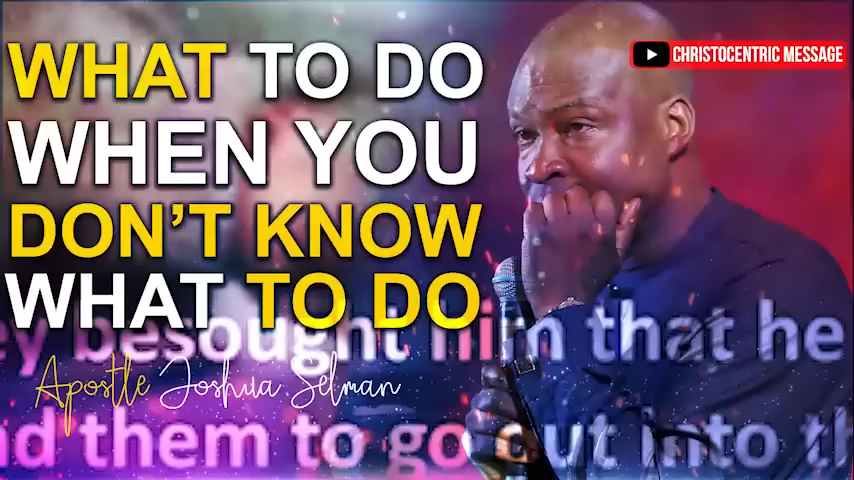 WHAT TO DO
WHEN YOU
DON'T KNOW
WHAT TO DO
Apostle Joshua Selman
CHRISTOCENTRIC MESSAGE
besought him that he
them to go out into